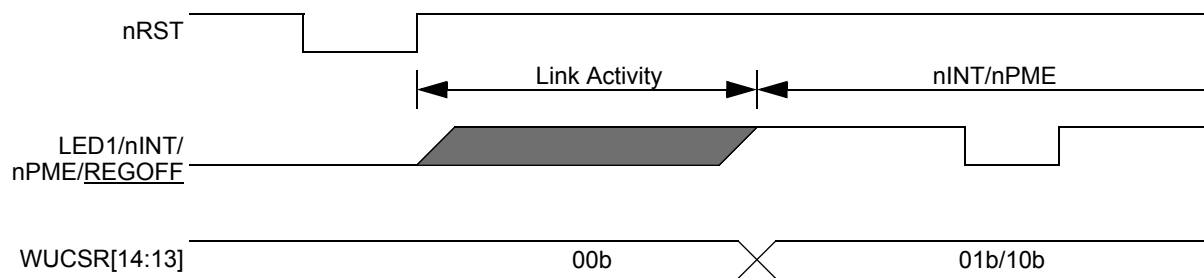 nRST
Link Activity
nINT/nPME
LED1/nINT/
nPME/REGOFF
WUCSR[14:13]
00b
01b/10b